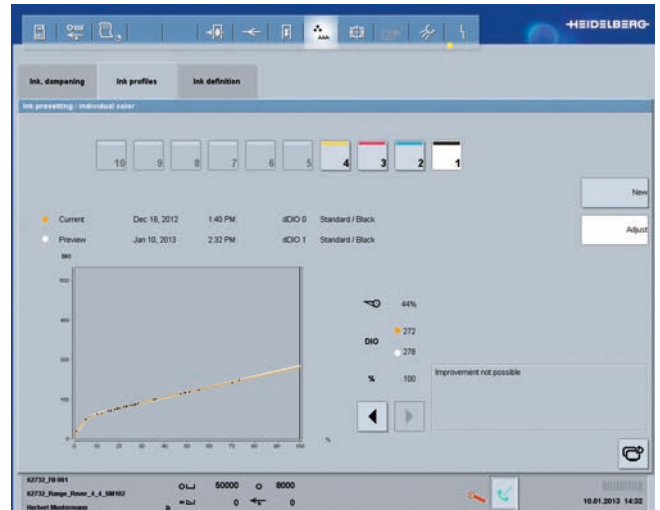 HEIDELBERG
Ink, dampening Ink profiles Ink definition
Ink presetting / individual color
10 9 8 7 6 5 4 3 2 1
New
Current Dec 18, 2012 1:40 PM dDIO 0 Standard / Black
Adjust
Preview Jan 10, 2013 2:32 PM dDIO 1 Standard / Black
DIO
500
400
44%
272
DIO
278
% 100
Improvement not possible
%
62732_FB 001
50000 8000
62732_Range_Rover_4_4_SM102
0 0
Herbert Mustermann
10.01.2013 14:32